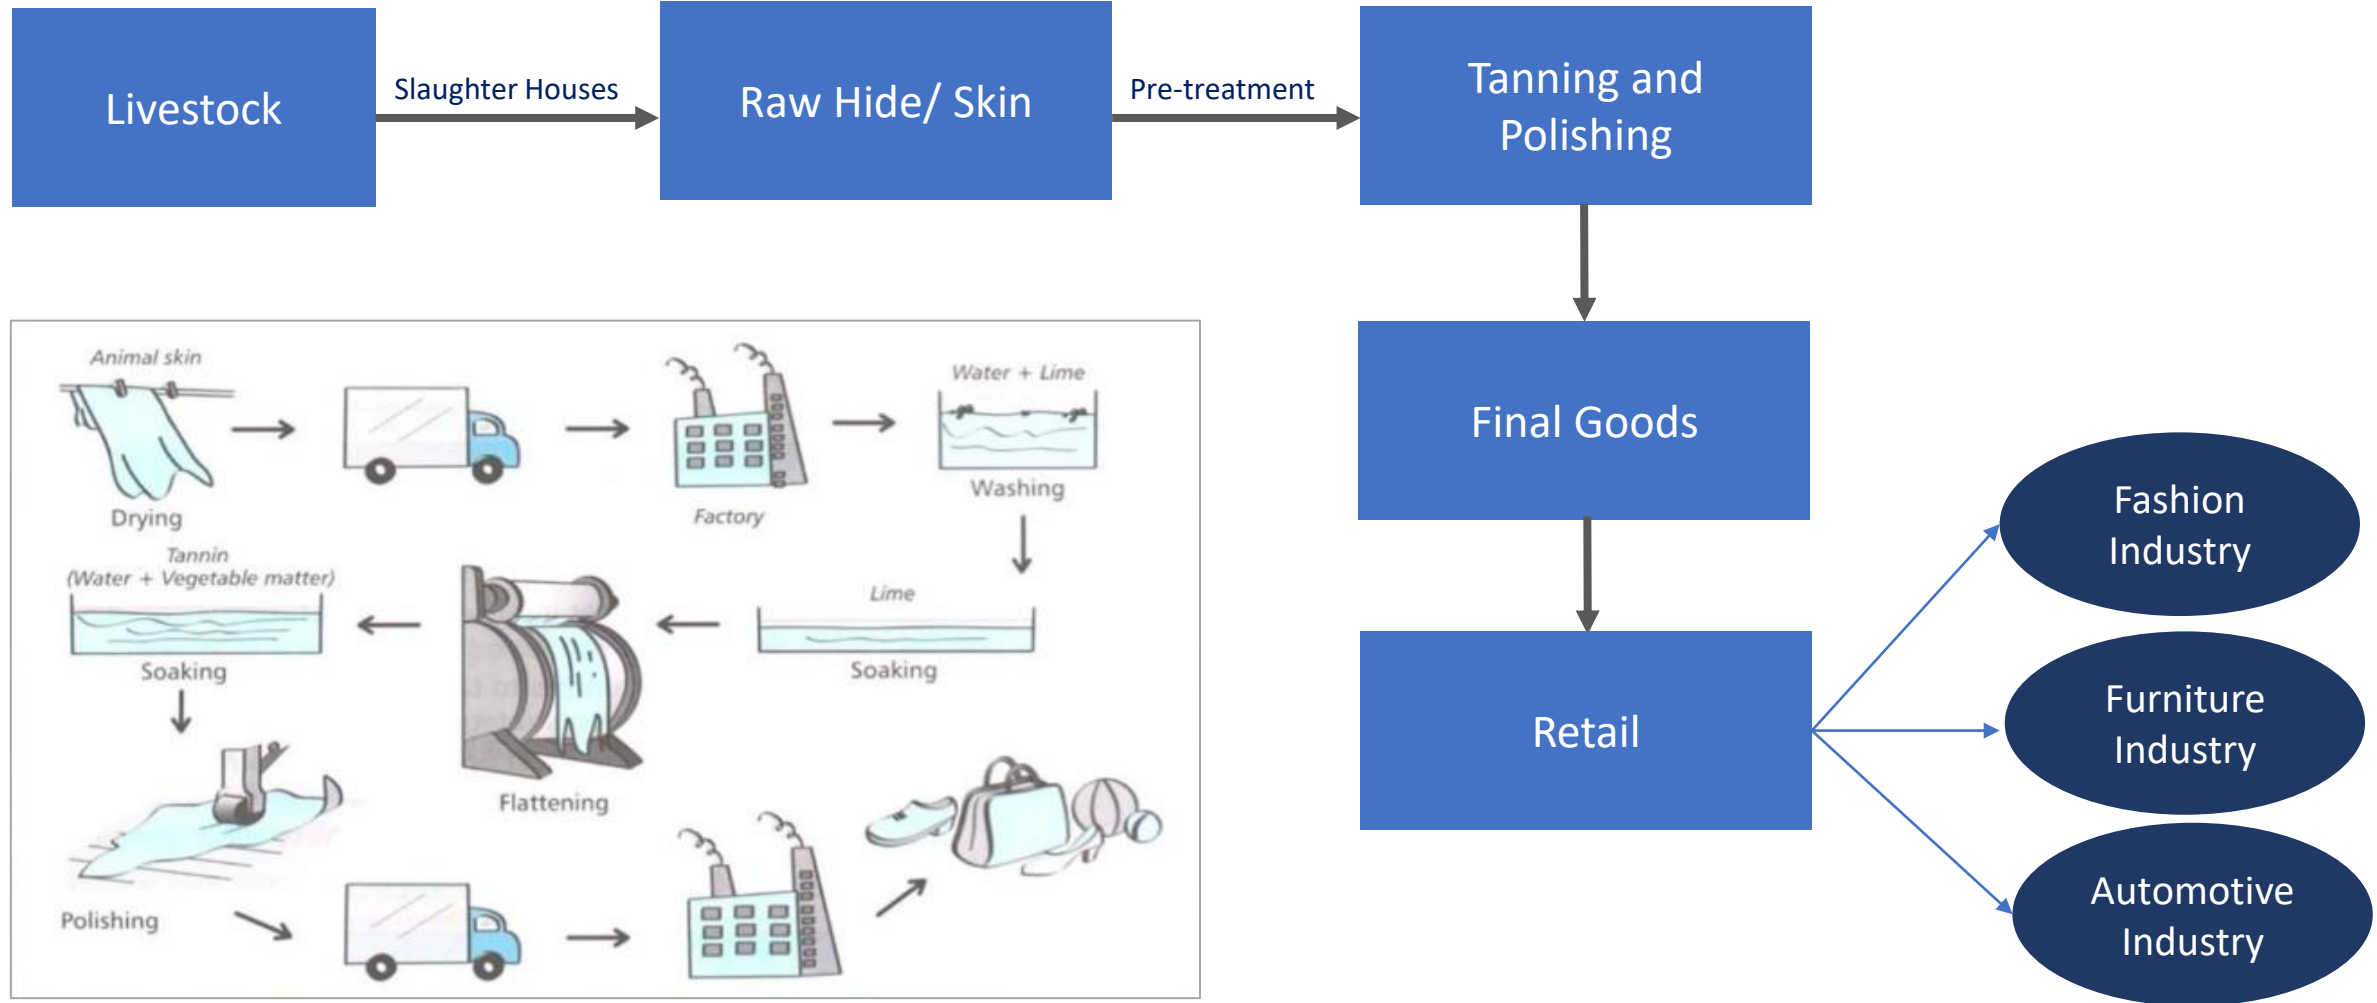 Livestock
Slaughter Houses
Raw Hide/ Skin
Pre-treatment
Tanning and
Polishing
Final Goods
Retail
Fashion
Industry
Furniture
Industry
Automotive
Industry
Animal skin
Drying
Factory
Water + Lime
Washing
Tannin
(Water + Vegetable matter)
Soaking
Flattening
Lime
Soaking
Polishing